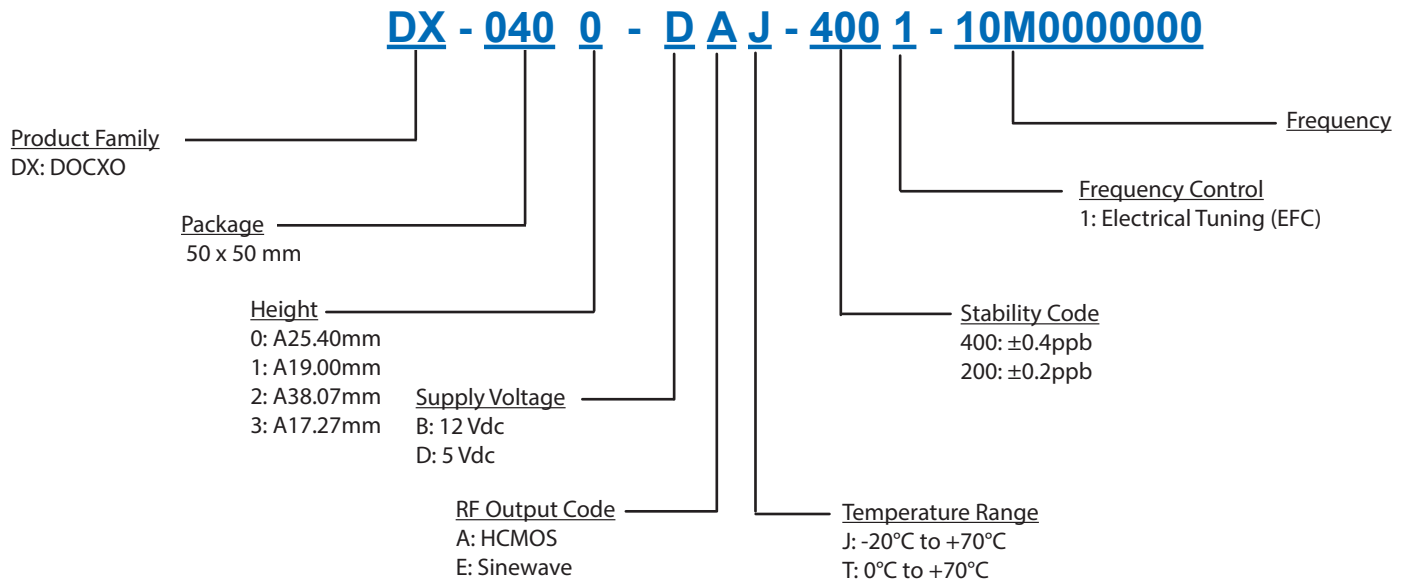 DX - 040 0 - D A J - 400 1 - 10M0000000
Product Family
DX: DOCXO
Package
50 x 50 mm
Height
0: A25.40mm
1: A19.00mm
2: A38.07mm
3: A17.27mm
Supply Voltage
B: 12 Vdc
D: 5 Vdc
RF Output Code
A: HCMOS
E: Sinewave
Temperature Range
J: -20°C to +70°C
T: 0°C to +70°C
Stability Code
400: ±0.4ppb
200: ±0.2ppb
Frequency Control
1: Electrical Tuning (EFC)
Frequency